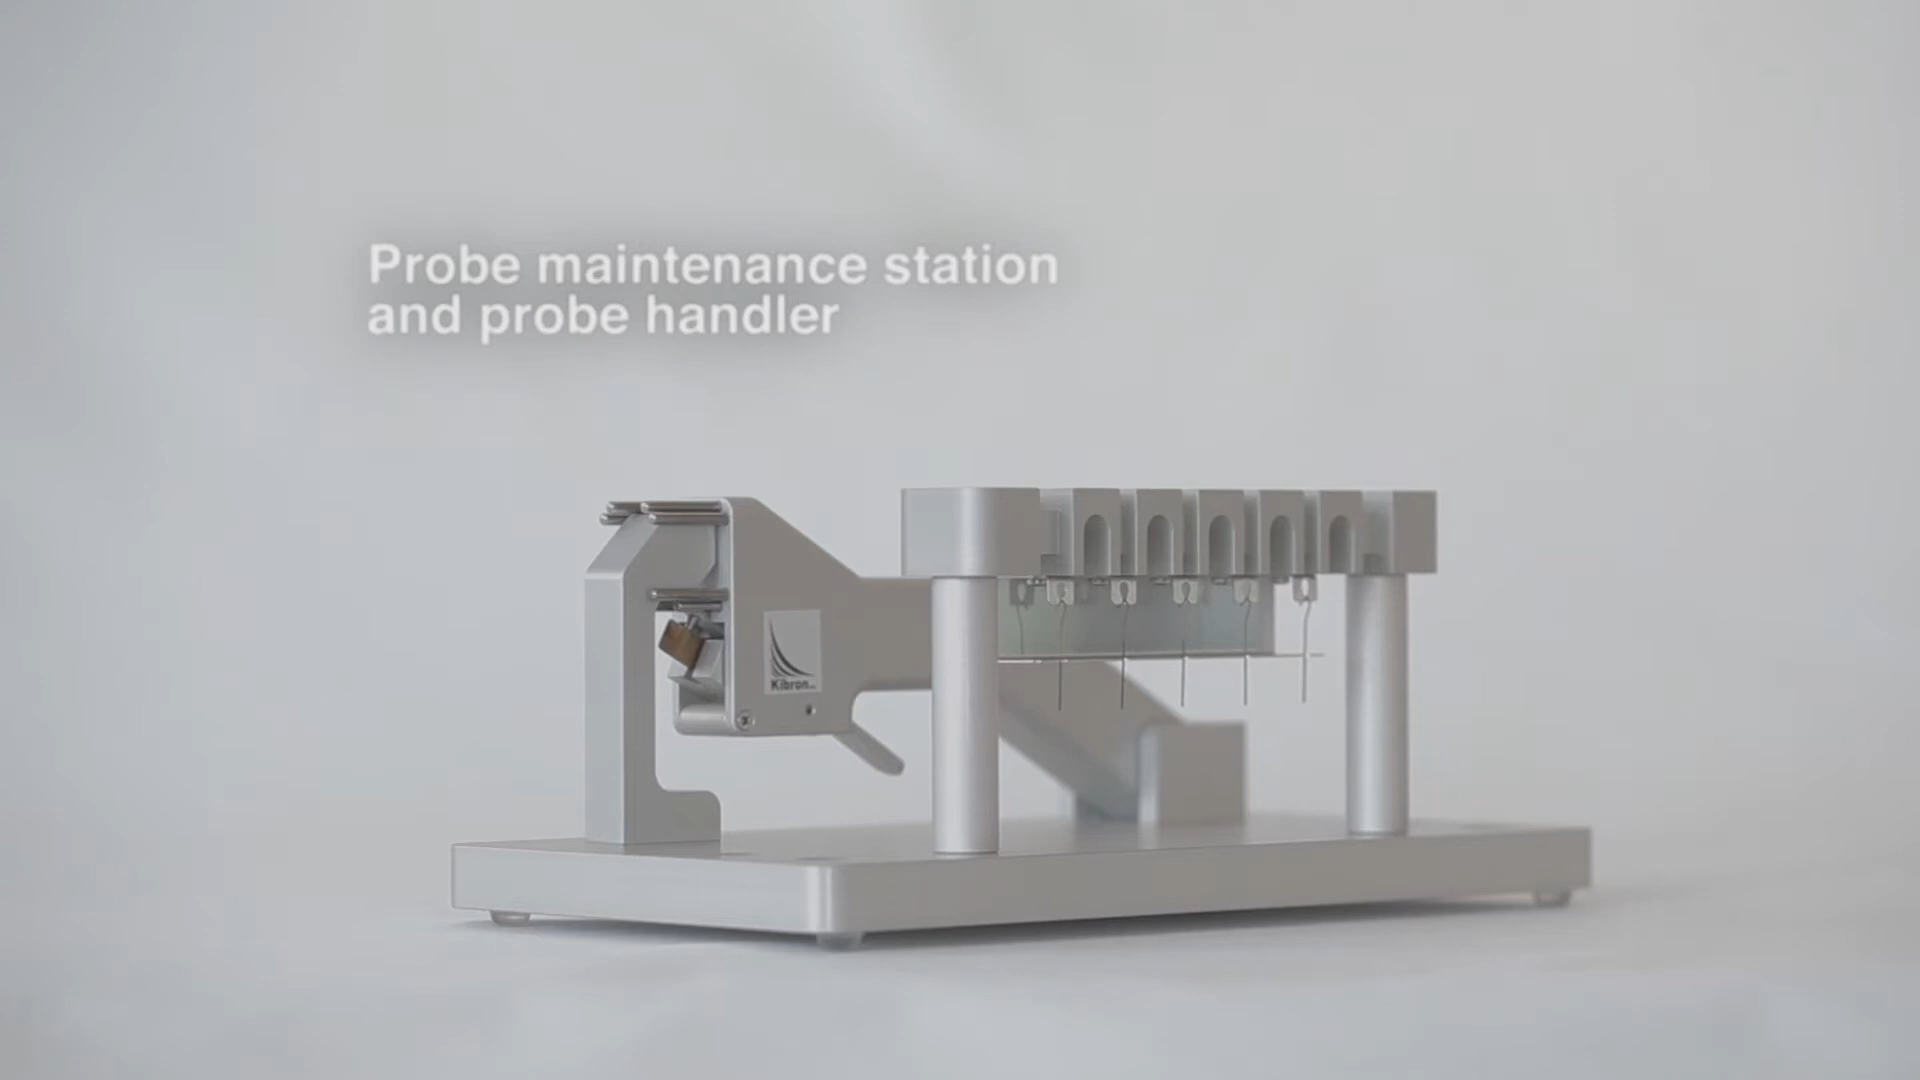 Probe maintenance station
and probe handler
Kibron